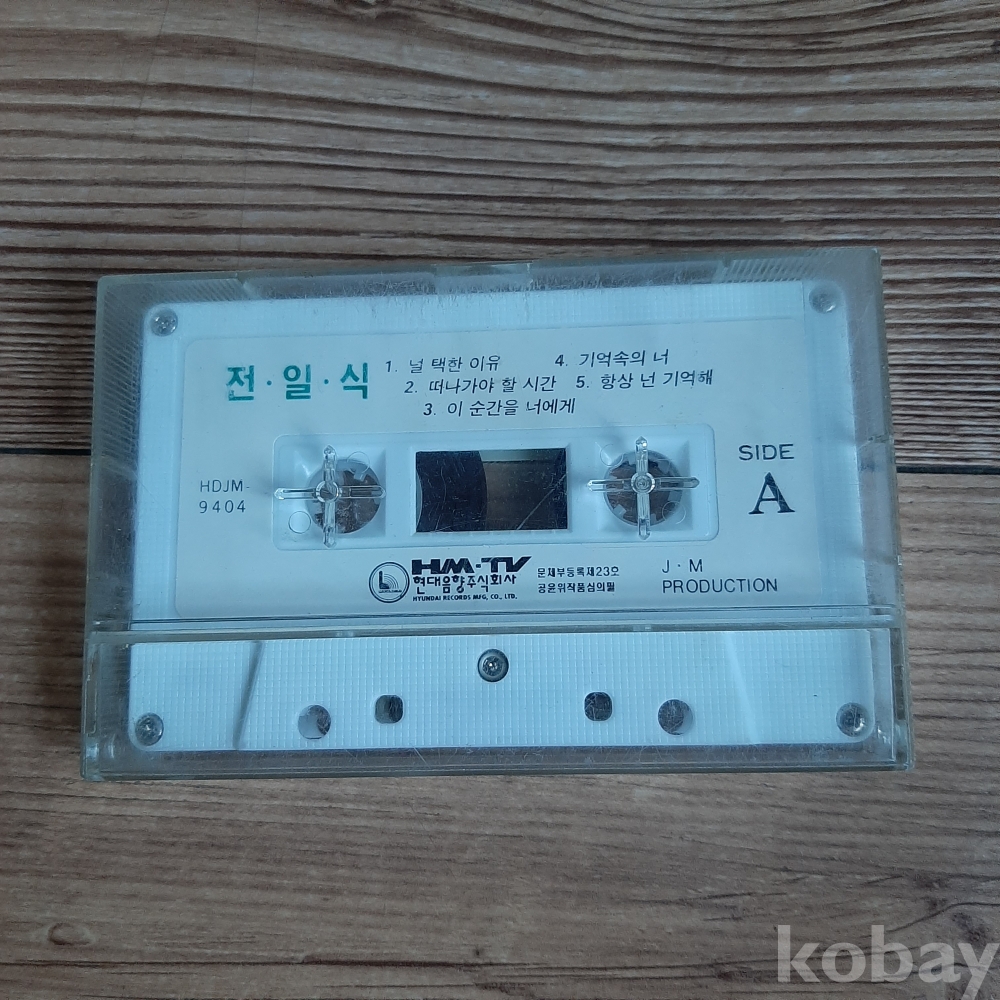 전·일·식
1. 널 택한 이유 4. 기억속의 너
2. 떠나가야 할 시간 5. 항상 넌 기억해
3. 이 순간을 너에게
SIDE
A
HDJM-
9404
HM-TV
현대음향주식회사
HYUNDAI RECORDS MFG, CO., LTD.
문제부등록제23호
공윤위작품심의필
J·M
PRODUCTION
kobay